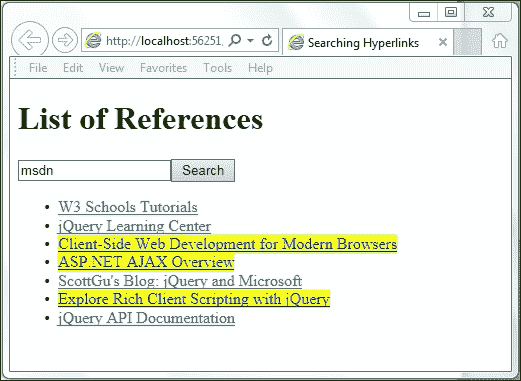 http://localhost:56251
Searching Hyperlinks
File Edit View Favorites Tools Help
List of References
msdn
Search
W3 Schools Tutorials
jQuery Learning Center
Client-Side Web Development for Modern Browsers
ASP.NET AJAX Overview
ScottGu's Blog: jQuery and Microsoft
Explore Rich Client Scripting with jQuery
jQuery API Documentation